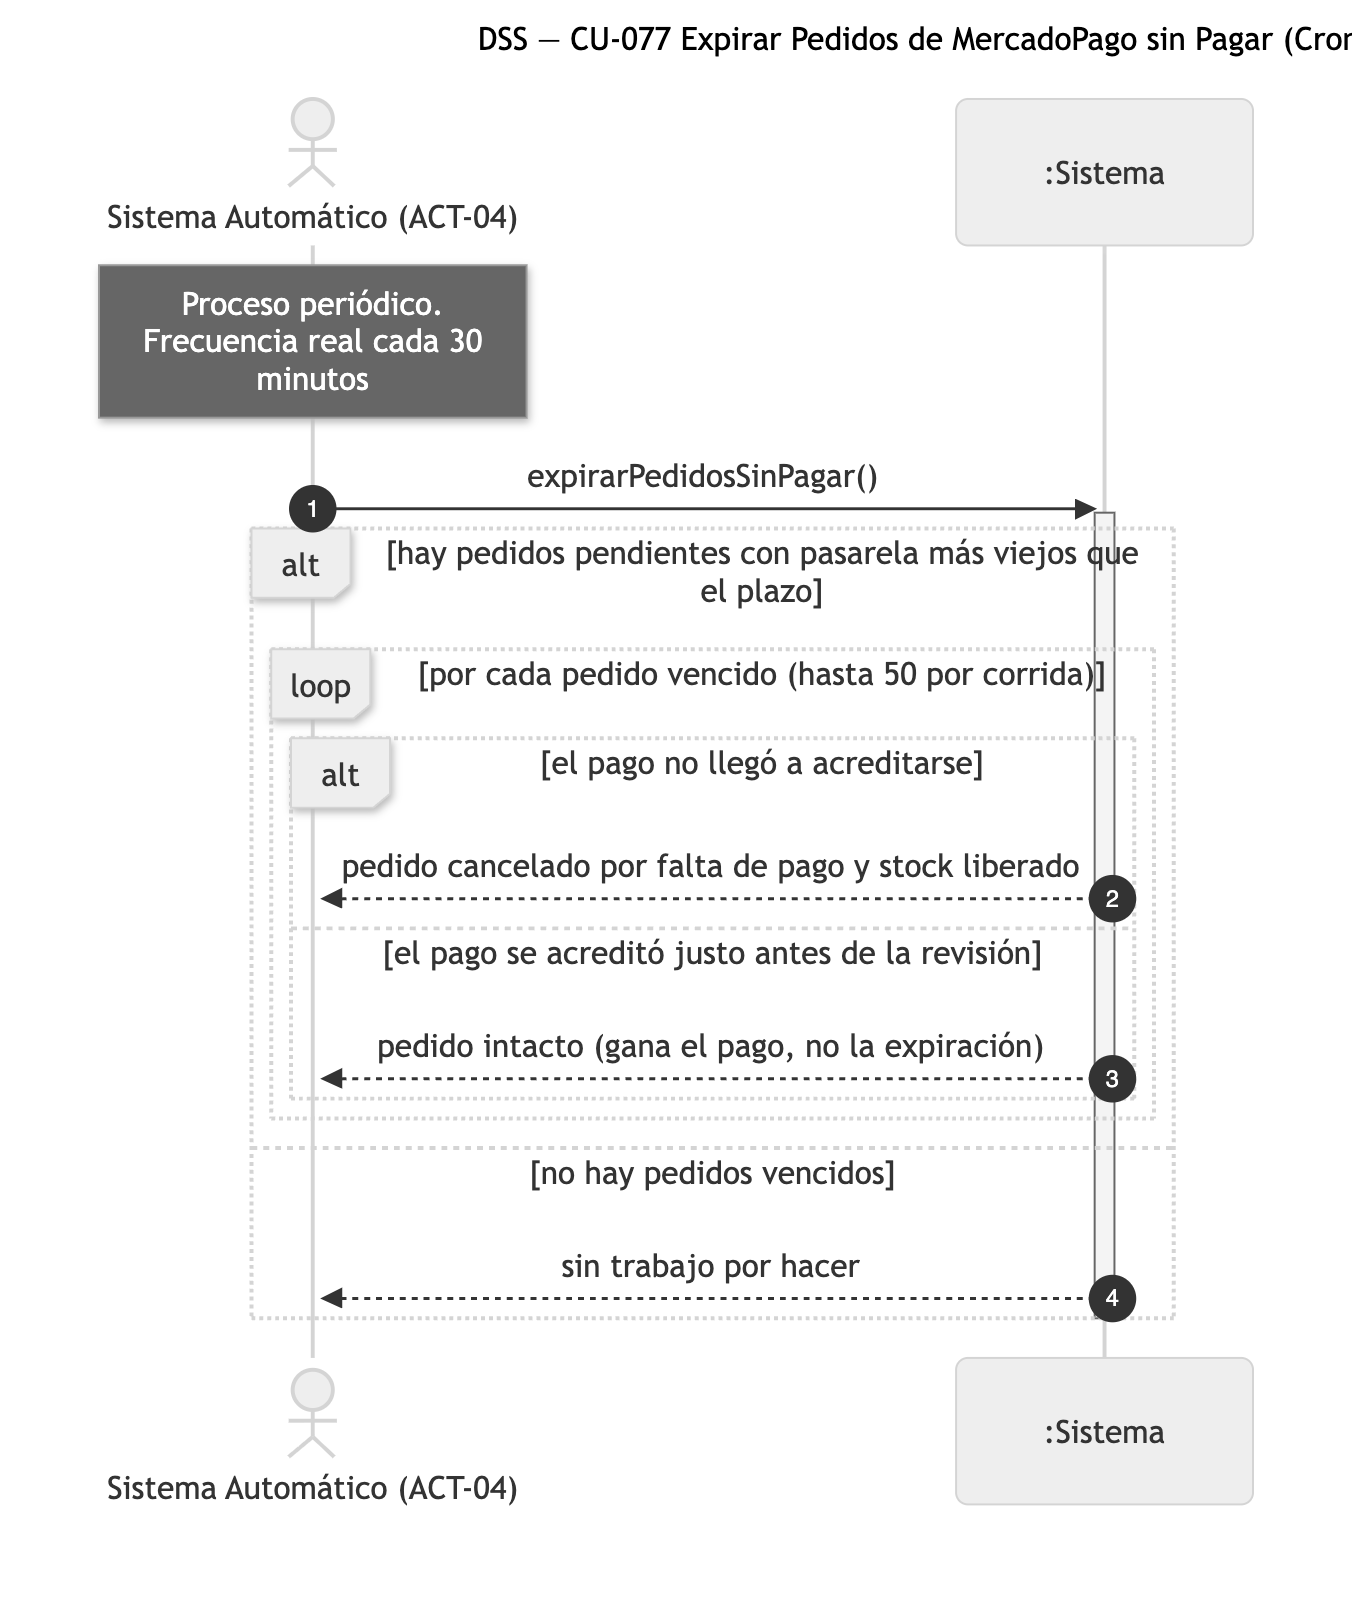 DSS — CU-077 Expirar Pedidos de MercadoPago sin Pagar (Cron
Sistema Automático (ACT-04)
:Sistema
Proceso periódico.
Frecuencia real cada 30
minutos
expirarPedidosSinPagar()
1
alt
[hay pedidos pendientes con pasarela más viejos que
el plazo]
loop
[por cada pedido vencido (hasta 50 por corrida)]
alt
[el pago no llegó a acreditarse]
pedido cancelado por falta de pago y stock liberado
2
[el pago se acreditó justo antes de la revisión]
pedido intacto (gana el pago, no la expiración)
3
[no hay pedidos vencidos]
sin trabajo por hacer
4
Sistema Automático (ACT-04)
:Sistema